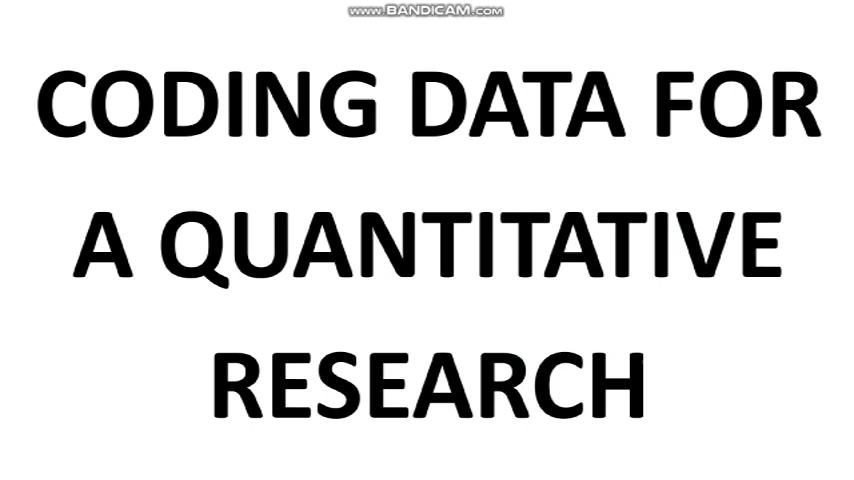 www.BANDICAM.com
CODING DATA FOR
A QUANTITATIVE
RESEARCH